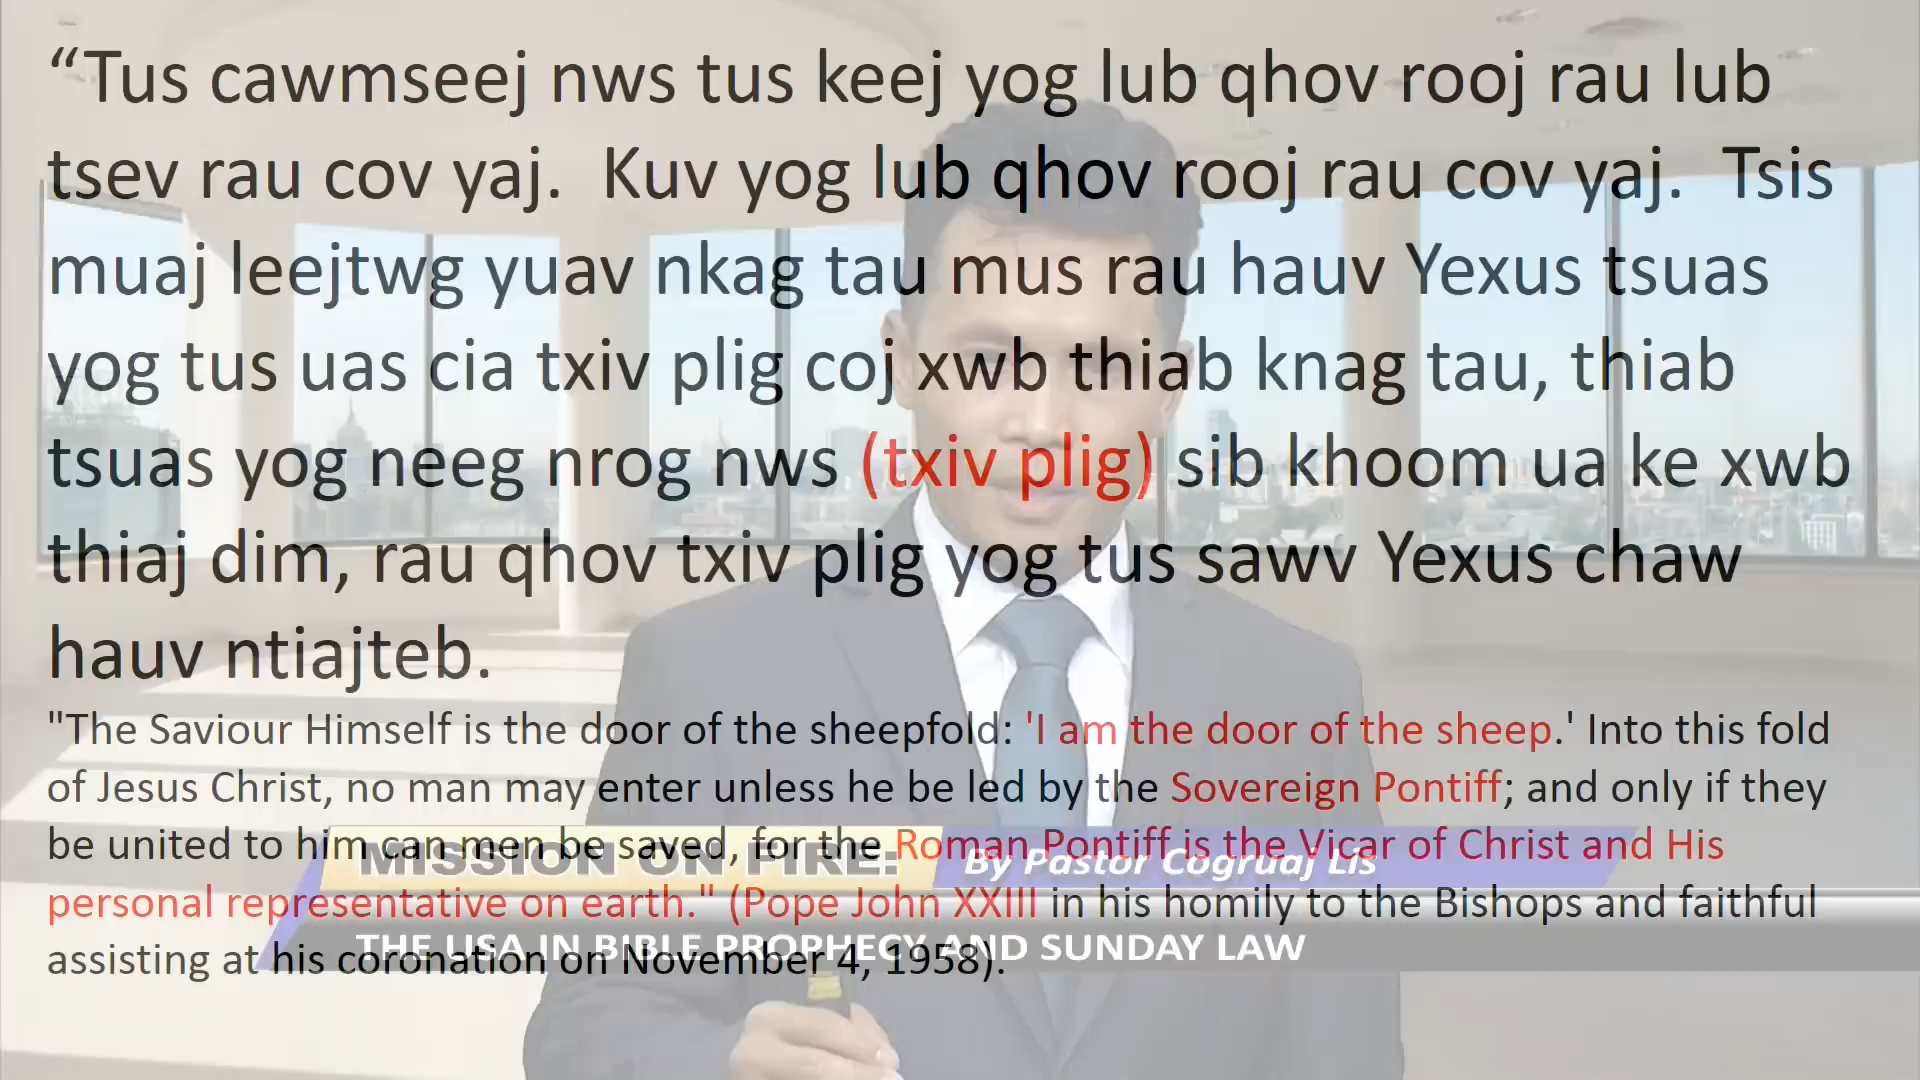 “Tus cawmseej nws tus keej yog lub qhov rooj rau lub
tsev rau cov yaj.  Kuv yog lub qhov rooj rau cov yaj.  Tsis
muaj leejtwg yuav nkag tau mus rau hauv Yexus tsuas
yog tus uas cia txiv plig coj xwb thiab knag tau, thiab
tsuas yog neeg nrog nws (txiv plig) sib khoom ua ke xwb
thiaj dim, rau qhov txiv plig yog tus sawv Yexus chaw
hauv ntiajteb.
"The Saviour Himself is the door of the sheepfold: 'I am the door of the sheep.' Into this fold
of Jesus Christ, no man may enter unless he be led by the Sovereign Pontiff; and only if they
be united to him can men be saved, for the Roman Pontiff is the Vicar of Christ and His
personal representative on earth." (Pope John XXIII in his homily to the Bishops and faithful
assisting at his coronation on November 4, 1958).
MISSION ON FIRE: By Pastor Cogruaj Lis
THE USA IN BIBLE PROPHECY AND SUNDAY LAW